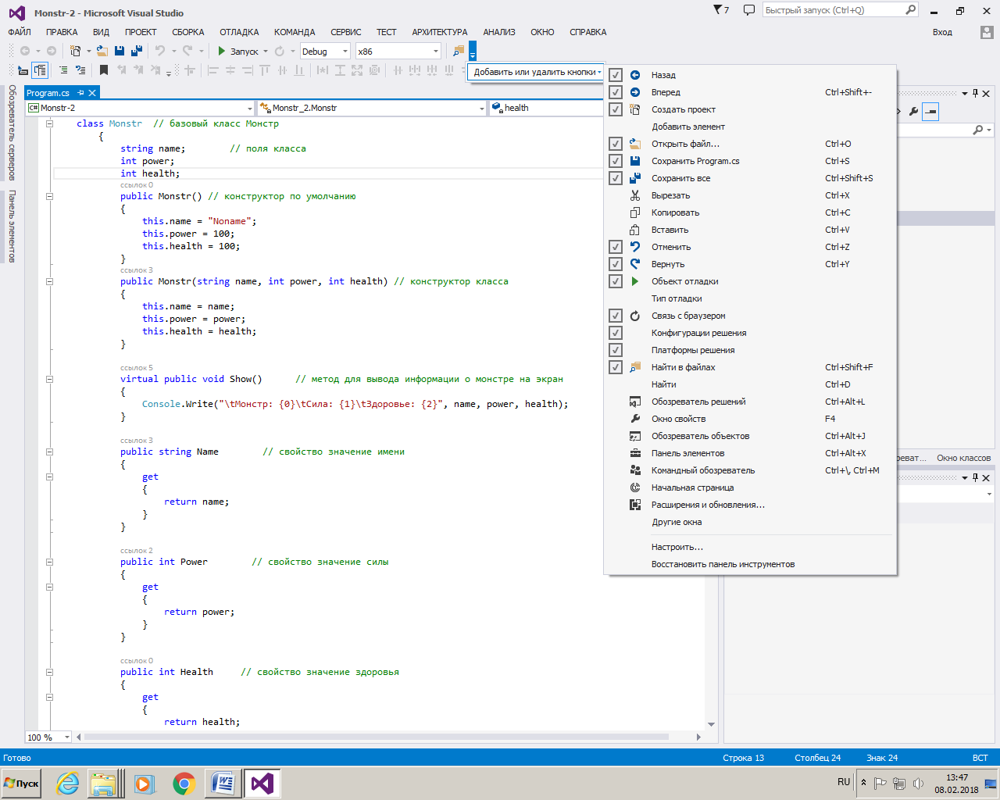 Monstr-2 - Microsoft Visual Studio
7
Быстрый запуск (Ctrl+Q)
ФАЙЛ ПРАВКА ВИД ПРОЕКТ СБОРКА ОТЛАДКА КОМАНДА СЕРВИС ТЕСТ АРХИТЕКТУРА АНАЛИЗ ОКНО СПРАВКА Вход
Запуск Debug x86
Добавить или удалить кнопки
Обозреватель серверов
Панель элементов
Program.cs
C# Monstr-2 Monstr_2.Monstr health
class Monstr // базовый класс Монстр
{
string name; // поля класса
int power;
int health;
ссылок 0
public Monstr() // конструктор по умолчанию
{
this.name = "Noname";
this.power = 100;
this.health = 100;
}
ссылок 3
public Monstr(string name, int power, int health) // конструктор класса
{
this.name = name;
this.power = power;
this.health = health;
}
ссылок 5
virtual public void Show() // метод для вывода информации о монстре на экран
{
Console.Write("\tМонстр: {0}\tСила: {1}\tЗдоровье: {2}", name, power, health);
}
ссылок 3
public string Name // свойство значение имени
{
get
{
return name;
}
}
ссылок 2
public int Power // свойство значение силы
{
get
{
return power;
}
}
ссылок 0
public int Health // свойство значение здоровья
{
get
{
return health;
Назад
Вперед Ctrl+Shift+-
Создать проект
Добавить элемент
Открыть файл... Ctrl+O
Сохранить Program.cs Ctrl+S
Сохранить все Ctrl+Shift+S
Вырезать Ctrl+X
Копировать Ctrl+C
Вставить Ctrl+V
Отменить Ctrl+Z
Вернуть Ctrl+Y
Объект отладки
Тип отладки
Связь с браузером
Конфигурации решения
Платформы решения
Найти в файлах Ctrl+Shift+F
Найти Ctrl+D
Обозреватель решений Ctrl+Alt+L
Окно свойств F4
Обозреватель объектов Ctrl+Alt+J
Панель элементов Ctrl+Alt+X
Командный обозреватель Ctrl+\, Ctrl+M
Начальная страница
Расширения и обновления...
Другие окна
Настроить...
Восстановить панель инструментов
реват... Окно классов
100 %
Готово Строка 13 Столбец 24 Знак 24 ВСТ
Пуск RU 13:47
08.02.2018